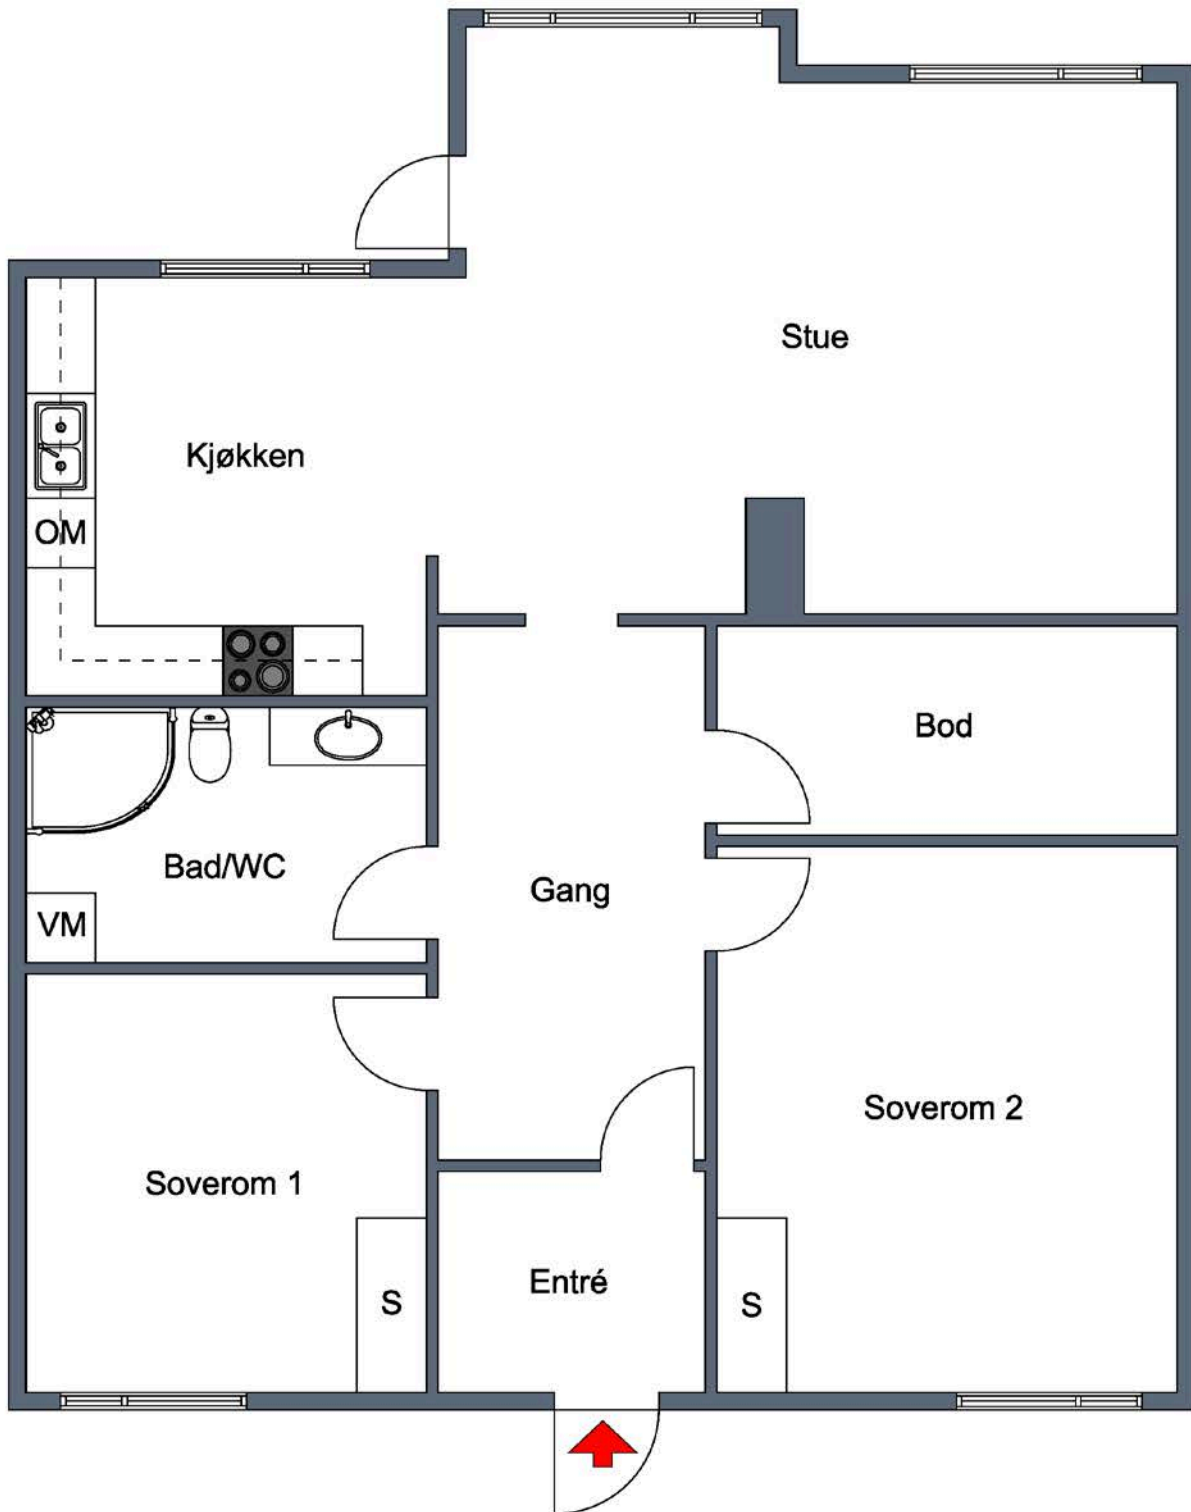 Stue
Kjøkken
OM
Bod
Bad/WC
Gang
VM
Soverom 2
Soverom 1
Entré
S
S